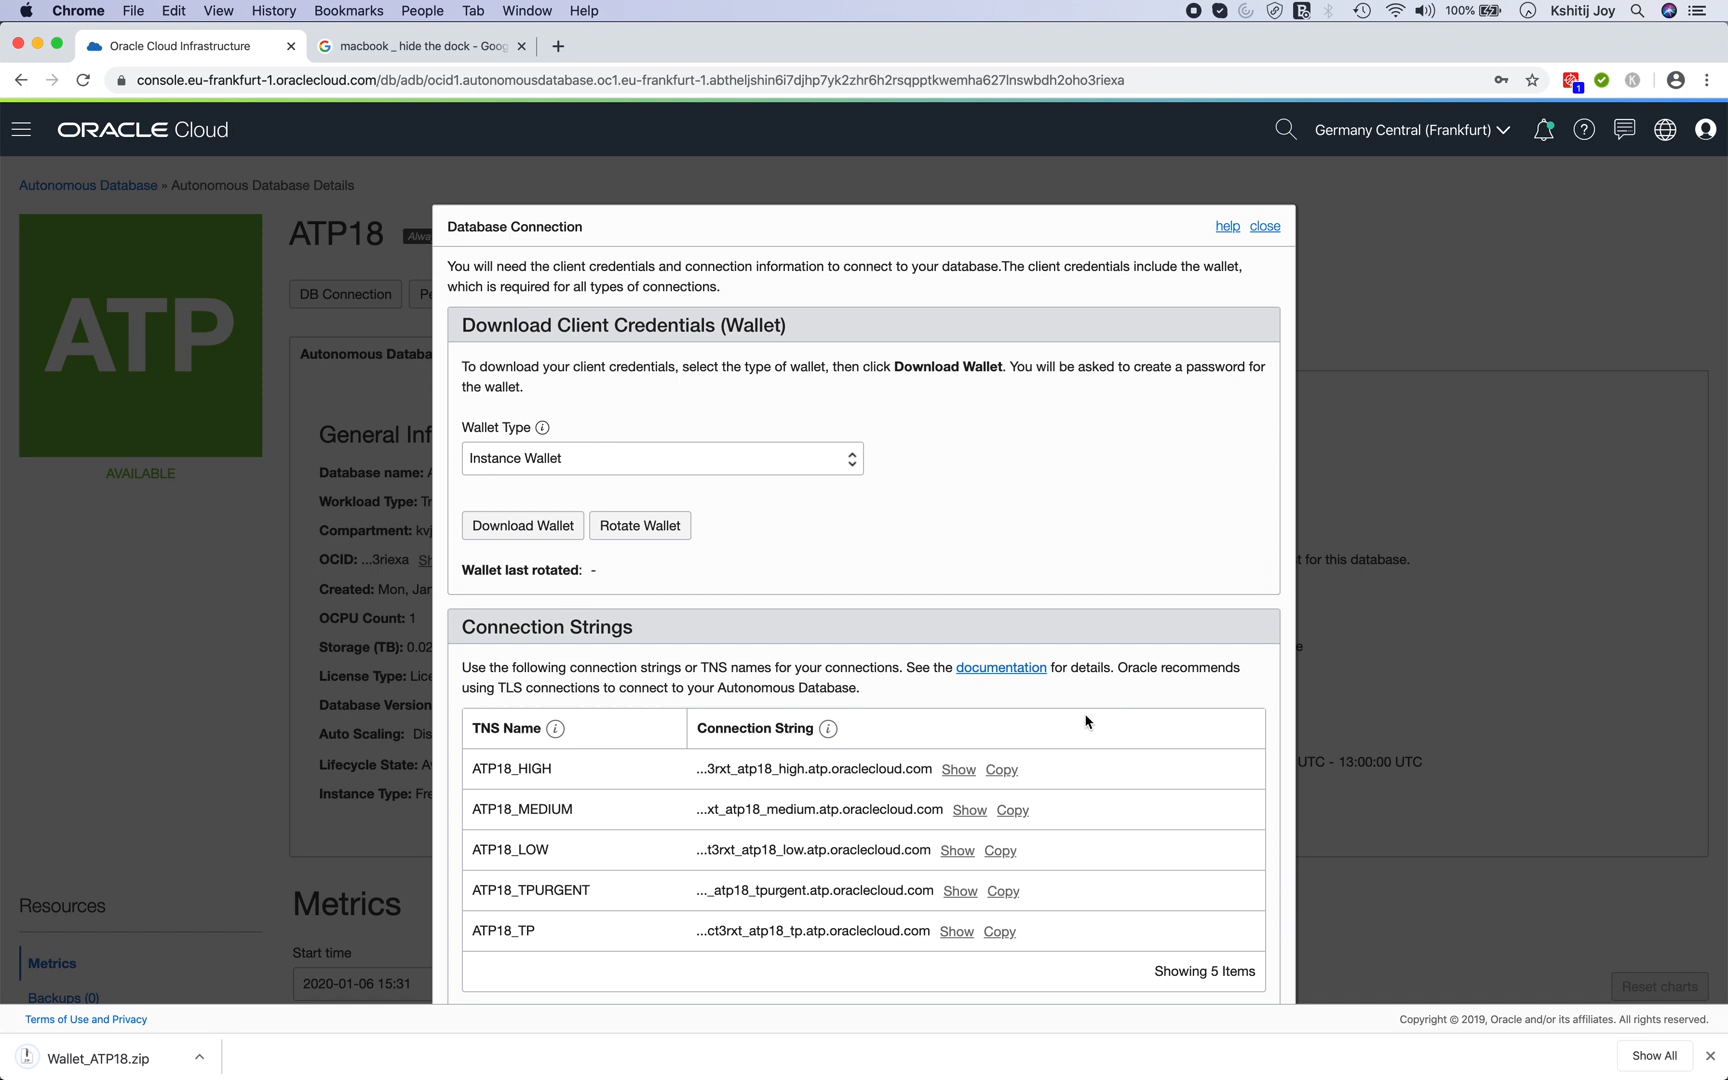 Chrome File Edit View History Bookmarks People Tab Window Help 100% Kshitij Joy
Oracle Cloud Infrastructure macbook _ hide the dock - Goog
console.eu-frankfurt-1.oraclecloud.com/db/adb/ocid1.autonomousdatabase.oc1.eu-frankfurt-1.abtheljshin6i7djhp7yk2zhr6h2rsqpptkwemha627lnswbdh2oho3riexa 1
ORACLE Cloud Germany Central (Frankfurt)
Autonomous Database » Autonomous Database Details
ATP
AVAILABLE
ATP18 Alwa
DB Connection Pe
Autonomous Databa
General Inf
Database name: A
Workload Type: Tr
Compartment: kvj
OCID: ...3riexa Sh
Created: Mon, Jan
OCPU Count: 1
Storage (TB): 0.02
License Type: Lice
Database Version
Auto Scaling: Dis
Lifecycle State: Av
Instance Type: Fre
t for this database.
e
UTC - 13:00:00 UTC
Database Connection help close
You will need the client credentials and connection information to connect to your database.The client credentials include the wallet,
which is required for all types of connections.
Download Client Credentials (Wallet)
To download your client credentials, select the type of wallet, then click Download Wallet. You will be asked to create a password for
the wallet.
Wallet Type
Instance Wallet
Download Wallet Rotate Wallet
Wallet last rotated: -
Connection Strings
Use the following connection strings or TNS names for your connections. See the documentation for details. Oracle recommends
using TLS connections to connect to your Autonomous Database.
TNS Name Connection String
ATP18_HIGH ...3rxt_atp18_high.atp.oraclecloud.com Show Copy
ATP18_MEDIUM ...xt_atp18_medium.atp.oraclecloud.com Show Copy
ATP18_LOW ...t3rxt_atp18_low.atp.oraclecloud.com Show Copy
ATP18_TPURGENT ..._atp18_tpurgent.atp.oraclecloud.com Show Copy
ATP18_TP ...ct3rxt_atp18_tp.atp.oraclecloud.com Show Copy
Showing 5 Items
Resources
Metrics
Backups (0)
Metrics
Start time
2020-01-06 15:31
Reset charts
Terms of Use and Privacy Copyright © 2019, Oracle and/or its affiliates. All rights reserved.
Wallet_ATP18.zip Show All